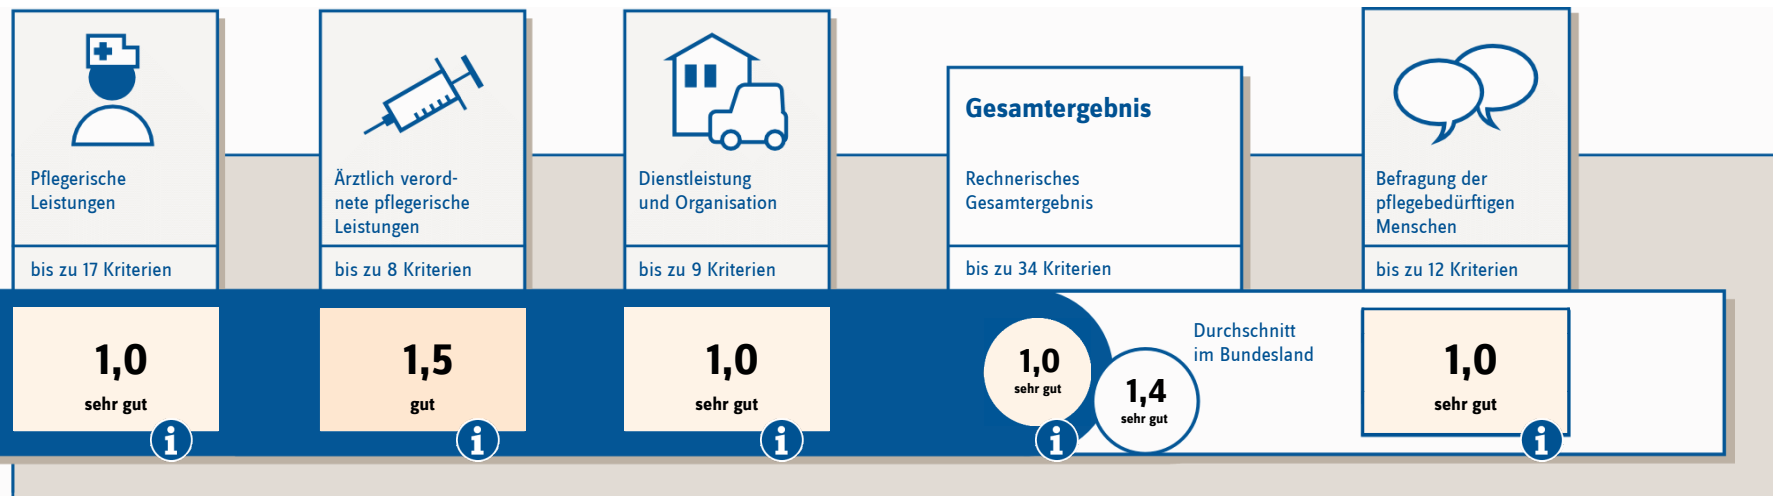 Pflegerische
Leistungen
bis zu 17 Kriterien
1,0
sehr gut
i
Ärztlich verord-
nete pflegerische
Leistungen
bis zu 8 Kriterien
1,5
gut
i
Dienstleistung
und Organisation
bis zu 9 Kriterien
1,0
sehr gut
i
Gesamtergebnis
Rechnerisches
Gesamtergebnis
bis zu 34 Kriterien
1,0
sehr gut
i
1,4
sehr gut
Durchschnitt
im Bundesland
Befragung der
pflegebedürftigen
Menschen
bis zu 12 Kriterien
1,0
sehr gut
i